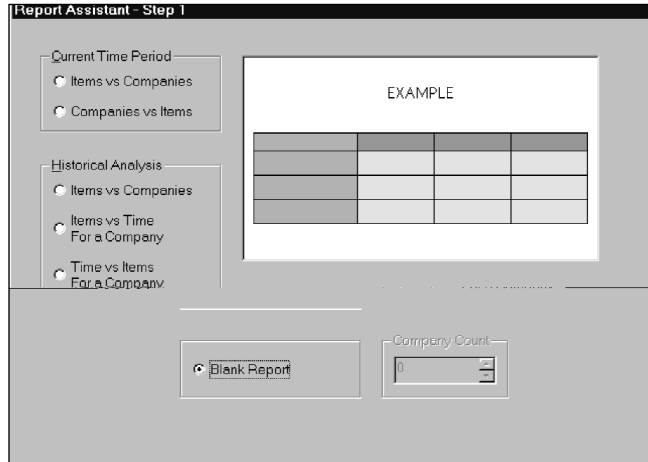 Report Assistant - Step 1
Current Time Period
Items vs Companies
Companies vs Items
EXAMPLE
Historical Analysis
Items vs Companies
Items vs Time
For a Company
Time vs Items
For a Company
Company Count
0
Blank Report